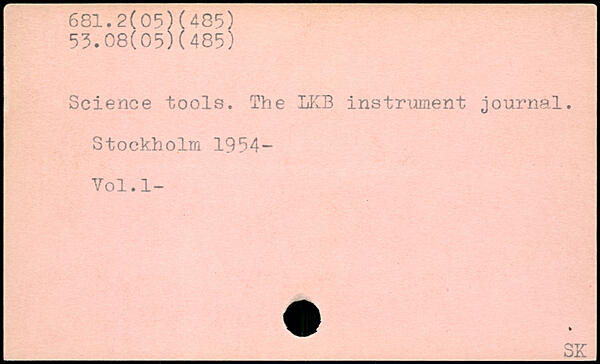 681.2(05)(485)
53.08(05)(485)
Science tools. The LKB instrument journal.
Stockholm 1954-
Vol.1-
SK